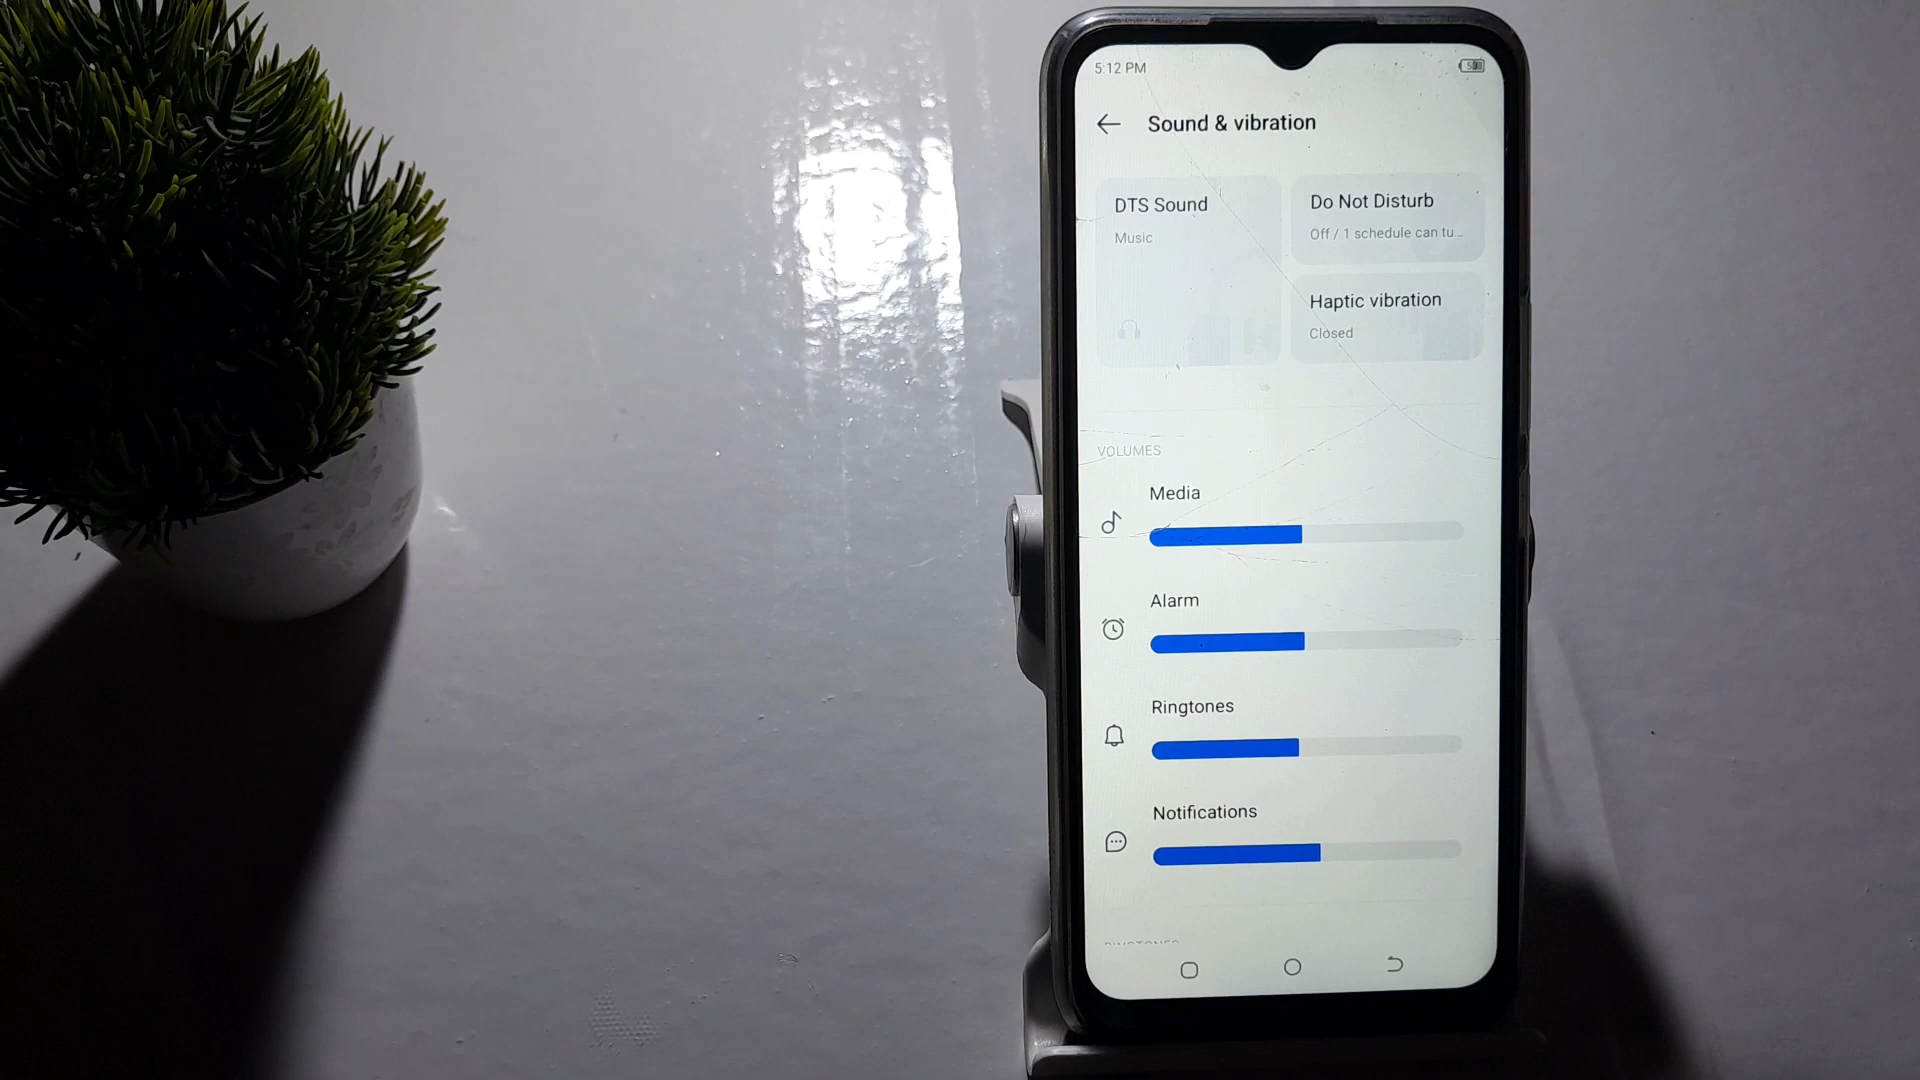 5:12 PM
Sound & vibration
DTS Sound
Music
Do Not Disturb
Off / 1 schedule can tu...
Haptic vibration
Closed
VOLUMES
Media
Alarm
Ringtones
Notifications